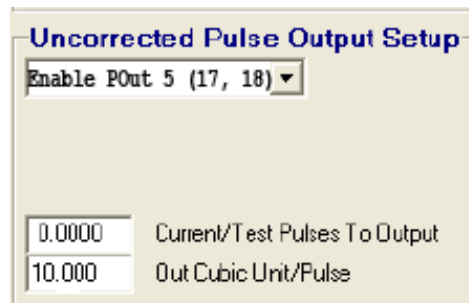 Uncorrected Pulse Output Setup
Enable POut 5 (17, 18)
0.0000 Current/Test Pulses To Output
10.000 Out Cubic Unit/Pulse